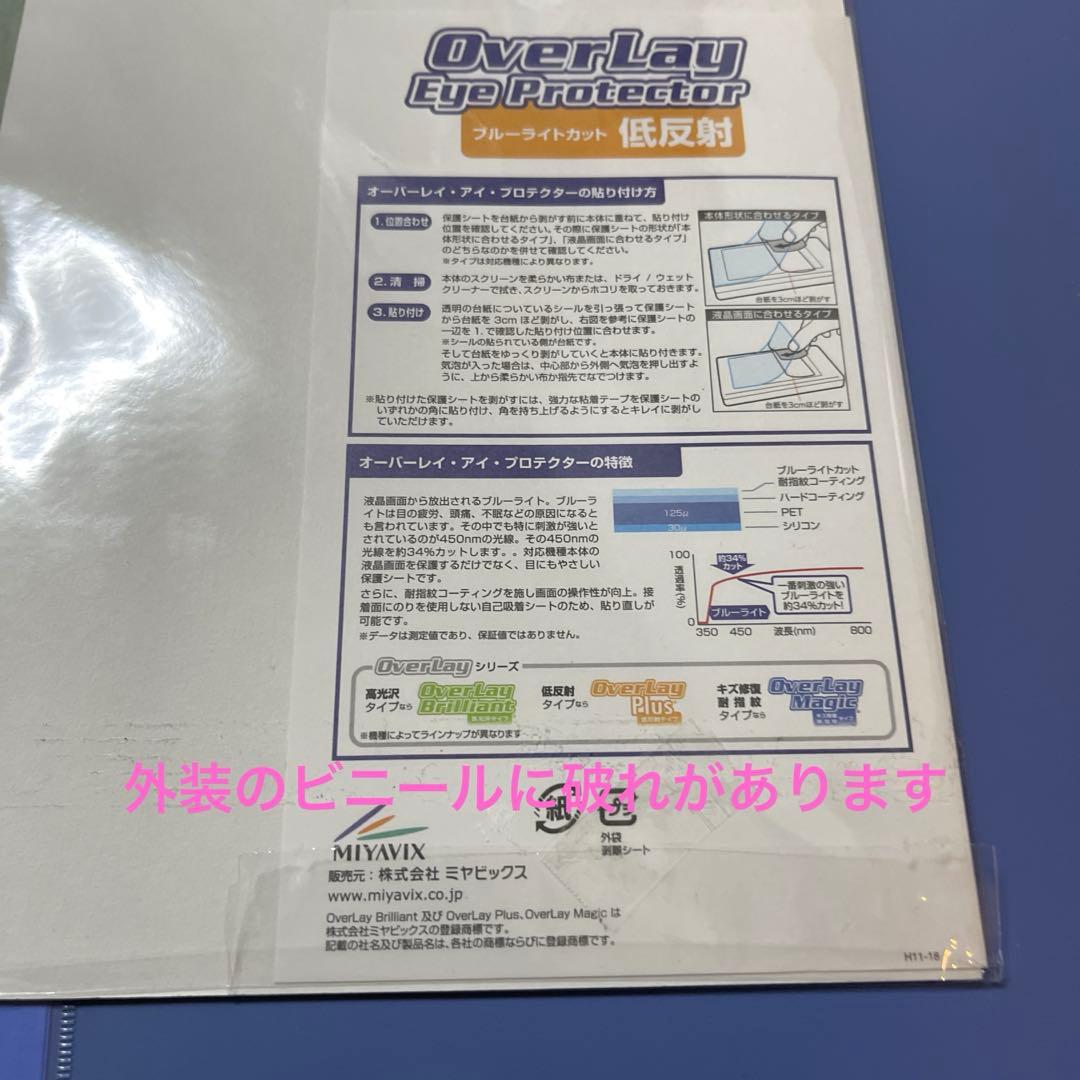 OverLay
Eye Protector
ブルーライトカット 低反射
オーバーレイ・アイ・プロテクターの貼り付け方
1.位置合わせ
保護シートを台紙から剥がす前に本体に重ねて、貼り付け
位置を確認してください。その際に保護シートの形状が「本
体形状に合わせるタイプ」、「液晶画面に合わせるタイプ」
のどちらなのかを併せて確認してください。
※タイプは対応機種により異なります。
2.清 掃
本体のスクリーンを柔らかい布または、ドライ / ウェット
クリーナーで拭き、スクリーンからホコリを取っておきます。
3.貼り付け
透明の台紙についているシールを引っ張って保護シート
から台紙を 3cm ほど剥がし、右図を参考に保護シートの
一辺を 1. で確認した貼り付け位置に合わせます。
※シールの貼られている側が台紙です。
そして台紙をゆっくり剥がしていくと本体に貼り付きます。
気泡が入った場合は、中心部から外側へ気泡を押し出すよ
うに、上から柔らかい布か指先でなでつけます。
※貼り付けた保護シートを剥がすには、強力な粘着テープを保護シートの
いずれかの角に貼り付け、角を持ち上げるようにするとキレイに剥がし
ていただけます。
本体形状に合わせるタイプ
台紙を3cmほど剥がす
液晶画面に合わせるタイプ
台紙を3cmほど剥がす
オーバーレイ・アイ・プロテクターの特徴
液晶画面から放出されるブルーライト。ブルーラ
イトは目の疲労、頭痛、不眠などの原因になると
も言われています。その中でも特に刺激が強いと
されているのが450nmの光線。その450nmの
光線を約34%カットします。。対応機種本体の
液晶画面を保護するだけでなく、目にもやさしい
保護シートです。
さらに、耐指紋コーティングを施し画面の操作性が向上。接
着面にのりを使用しない自己吸着シートのため、貼り直しが
可能です。
※データは測定値であり、保証値ではありません。
ブルーライトカット
耐指紋コーティング
ハードコーティング
PET
シリコン
125μ
30μ
100
透過率(%)
0
350 450 波長(nm) 800
約34%
カット
一番刺激の強い
ブルーライトを
約34%カット!
ブルーライト
OverLay シリーズ
高光沢
タイプなら
OverLay
Brilliant
高光沢タイプ
低反射
タイプなら
OverLay
Plus
低反射タイプ
キズ修復
耐指紋
タイプなら
OverLay
Magic
※機種によってラインナップが異なります
外装のビニールに破れがあります
紙
プラ
外袋
剥離シート
MIYAVIX
販売元:株式会社 ミヤビックス
www.miyavix.co.jp
OverLay Brilliant 及び OverLay Plus、OverLay Magic は
株式会社ミヤビックスの登録商標です。
記載の社名及び製品名は、各社の商標ならびに登録商標です。
H11-18